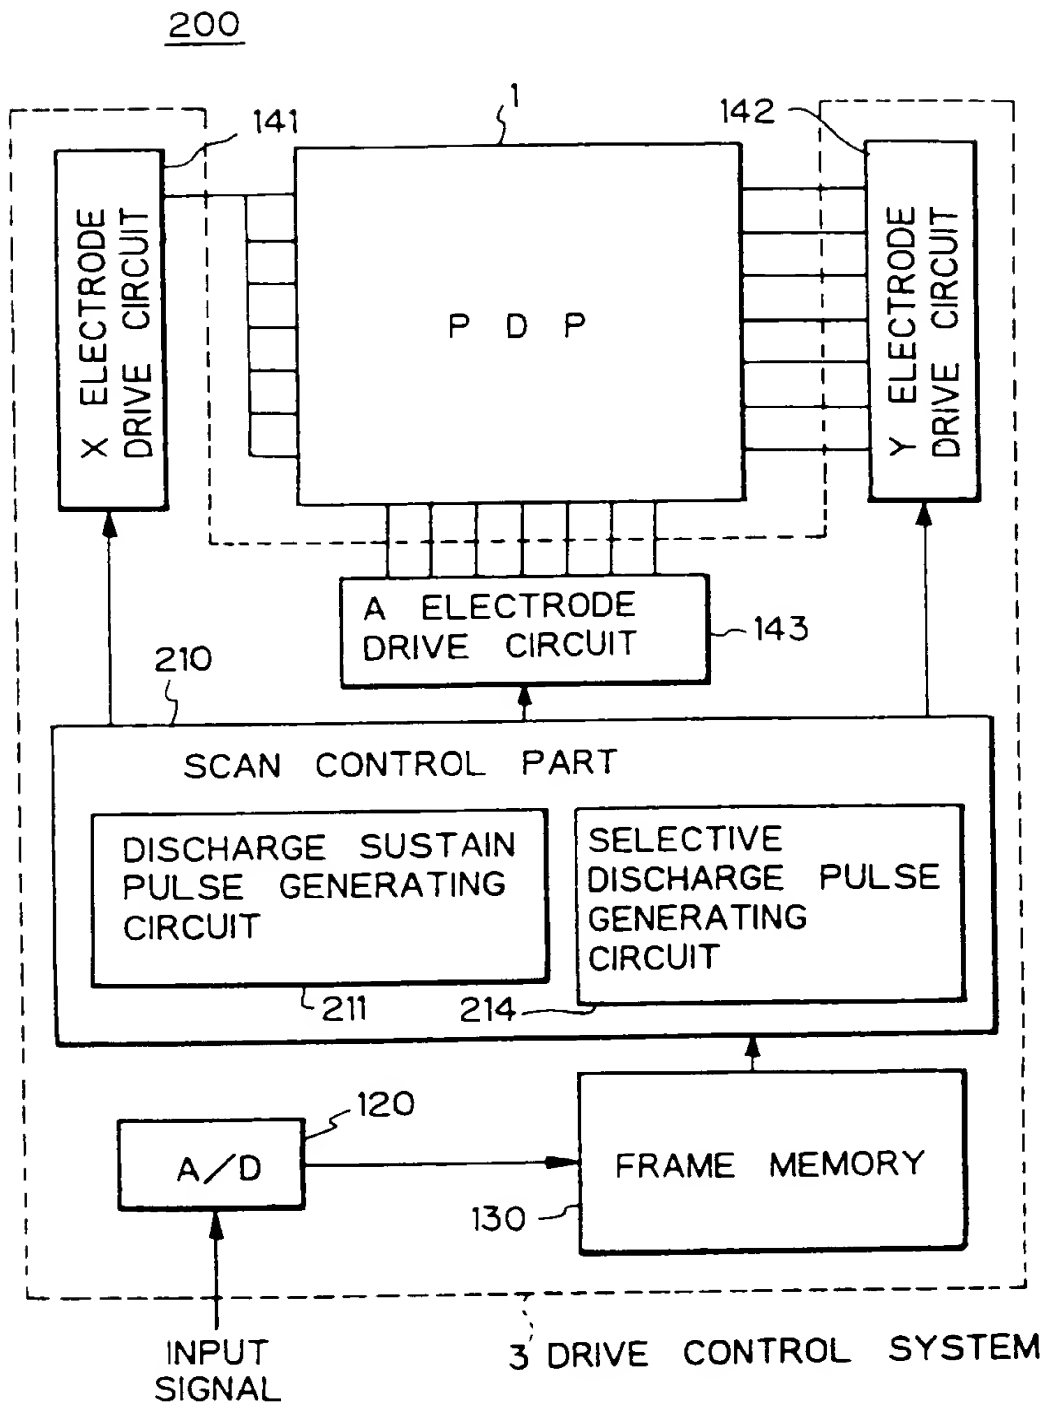 200
1
141
142
X ELECTRODE
DRIVE CIRCUIT
P D P
Y ELECTRODE
DRIVE CIRCUIT
A ELECTRODE
DRIVE CIRCUIT
143
210
SCAN CONTROL PART
DISCHARGE SUSTAIN
PULSE GENERATING
CIRCUIT
SELECTIVE
DISCHARGE PULSE
GENERATING
CIRCUIT
211
214
120
A/D
FRAME MEMORY
130
INPUT
SIGNAL
3 DRIVE CONTROL SYSTEM